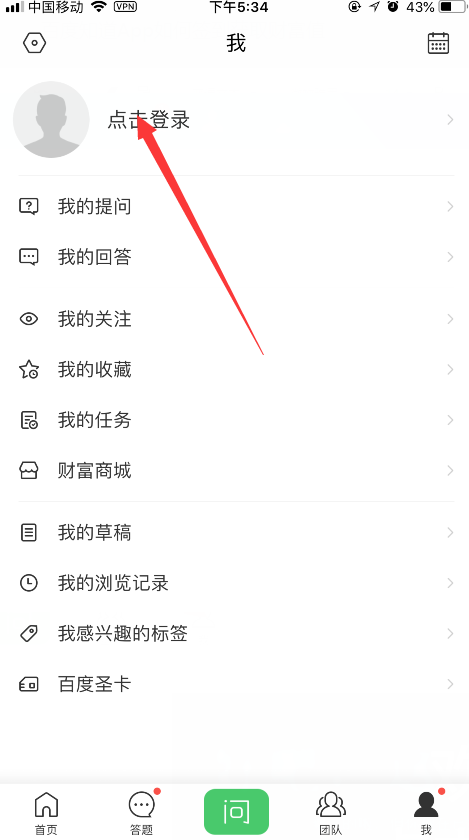 中国移动 VPN 下午5:34 43%
我
点击登录
我的提问
我的回答
我的关注
我的收藏
我的任务
财富商城
我的草稿
我的浏览记录
我感兴趣的标签
百度圣卡
问
首页 答题 团队 我